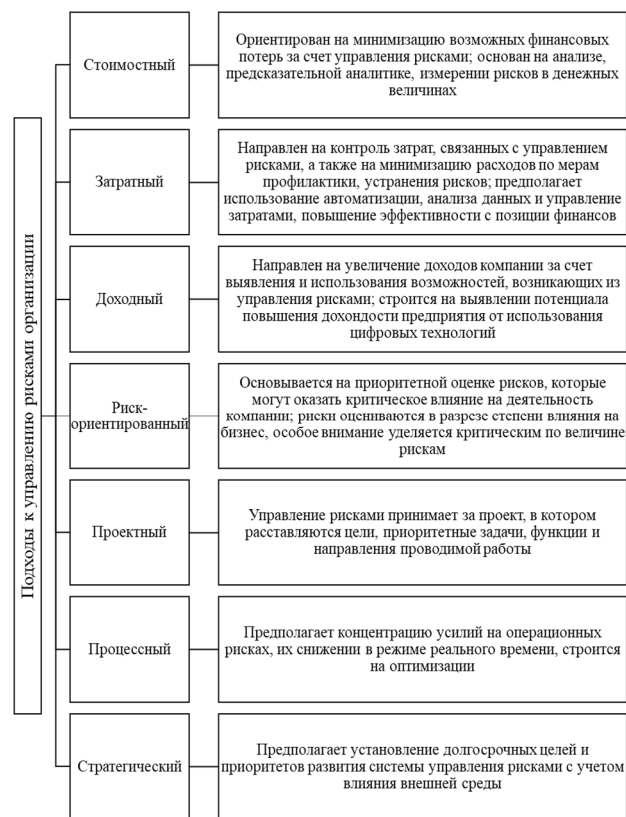 Подходы к управлению рисками организации
Стоимостный
Ориентирован на минимизацию возможных финансовых
потерь за счет управления рисками; основан на анализе,
предсказательной аналитике, измерении рисков в денежных
величинах
Затратный
Направлен на контроль затрат, связанных с управлением
рисками, а также на минимизацию расходов по мерам
профилактики, устранения рисков; предполагает
использование автоматизации, анализа данных и управление
затратами, повышение эффективности с позиции финансов
Доходный
Направлен на увеличение доходов компании за счет
выявления и использования возможностей, возникающих из
управления рисками; строится на выявлении потенциала
повышения дохондости предприятия от использования
цифровых технологий
Риск-
ориентированный
Основывается на приоритетной оценке рисков, которые
могут оказать критическое влияние на деятельность
компании; риски оцениваются в разрезе степени влияния на
бизнес, особое внимание уделяется критическим по величине
рискам
Проектный
Управление рисками принимает за проект, в котором
расставляются цели, приоритетные задачи, функции и
направления проводимой работы
Процессный
Предполагает концентрацию усилий на операционных
рисках, их снижении в режиме реального времени, строится
на оптимизации
Стратегический
Предполагает установление долгосрочных целей и
приоритетов развития системы управления рисками с учетом
влияния внешней среды